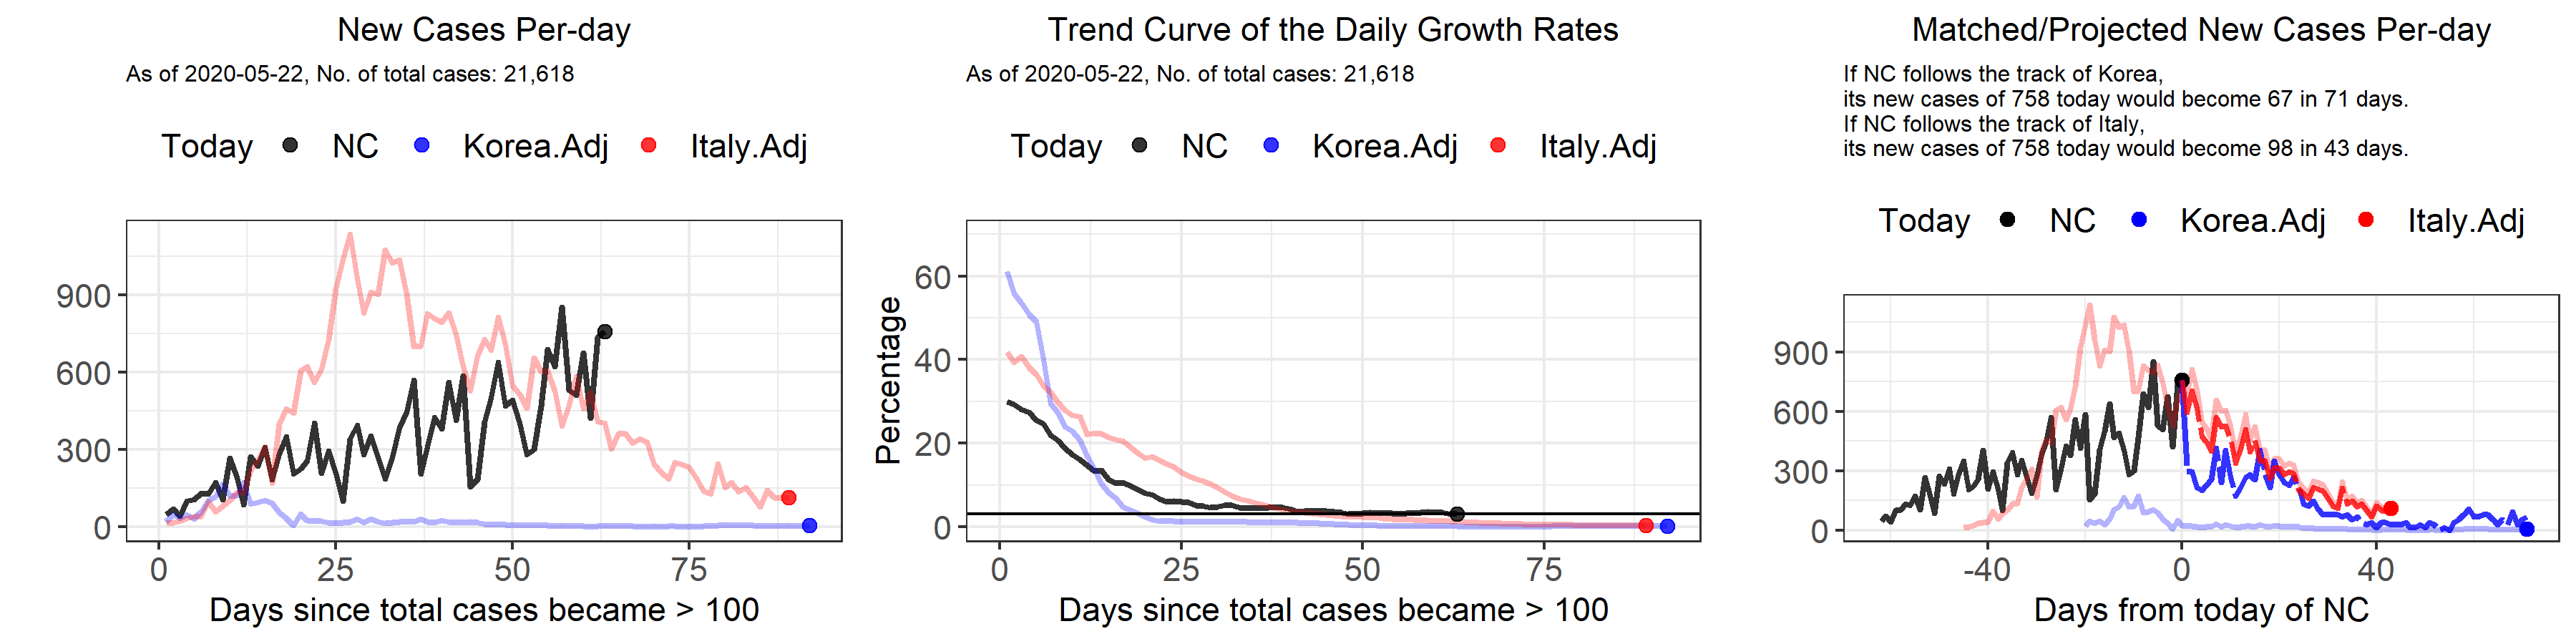 New Cases Per-day
As of 2020-05-22, No. of total cases: 21,618
Today NC Korea.Adj Italy.Adj
900
600
300
0
0 25 50 75
Days since total cases became > 100
Trend Curve of the Daily Growth Rates
As of 2020-05-22, No. of total cases: 21,618
Today NC Korea.Adj Italy.Adj
Percentage
60
40
20
0
0 25 50 75
Days since total cases became > 100
Matched/Projected New Cases Per-day
If NC follows the track of Korea,
its new cases of 758 today would become 67 in 71 days.
If NC follows the track of Italy,
its new cases of 758 today would become 98 in 43 days.
Today NC Korea.Adj Italy.Adj
900
600
300
0
-40 0 40
Days from today of NC